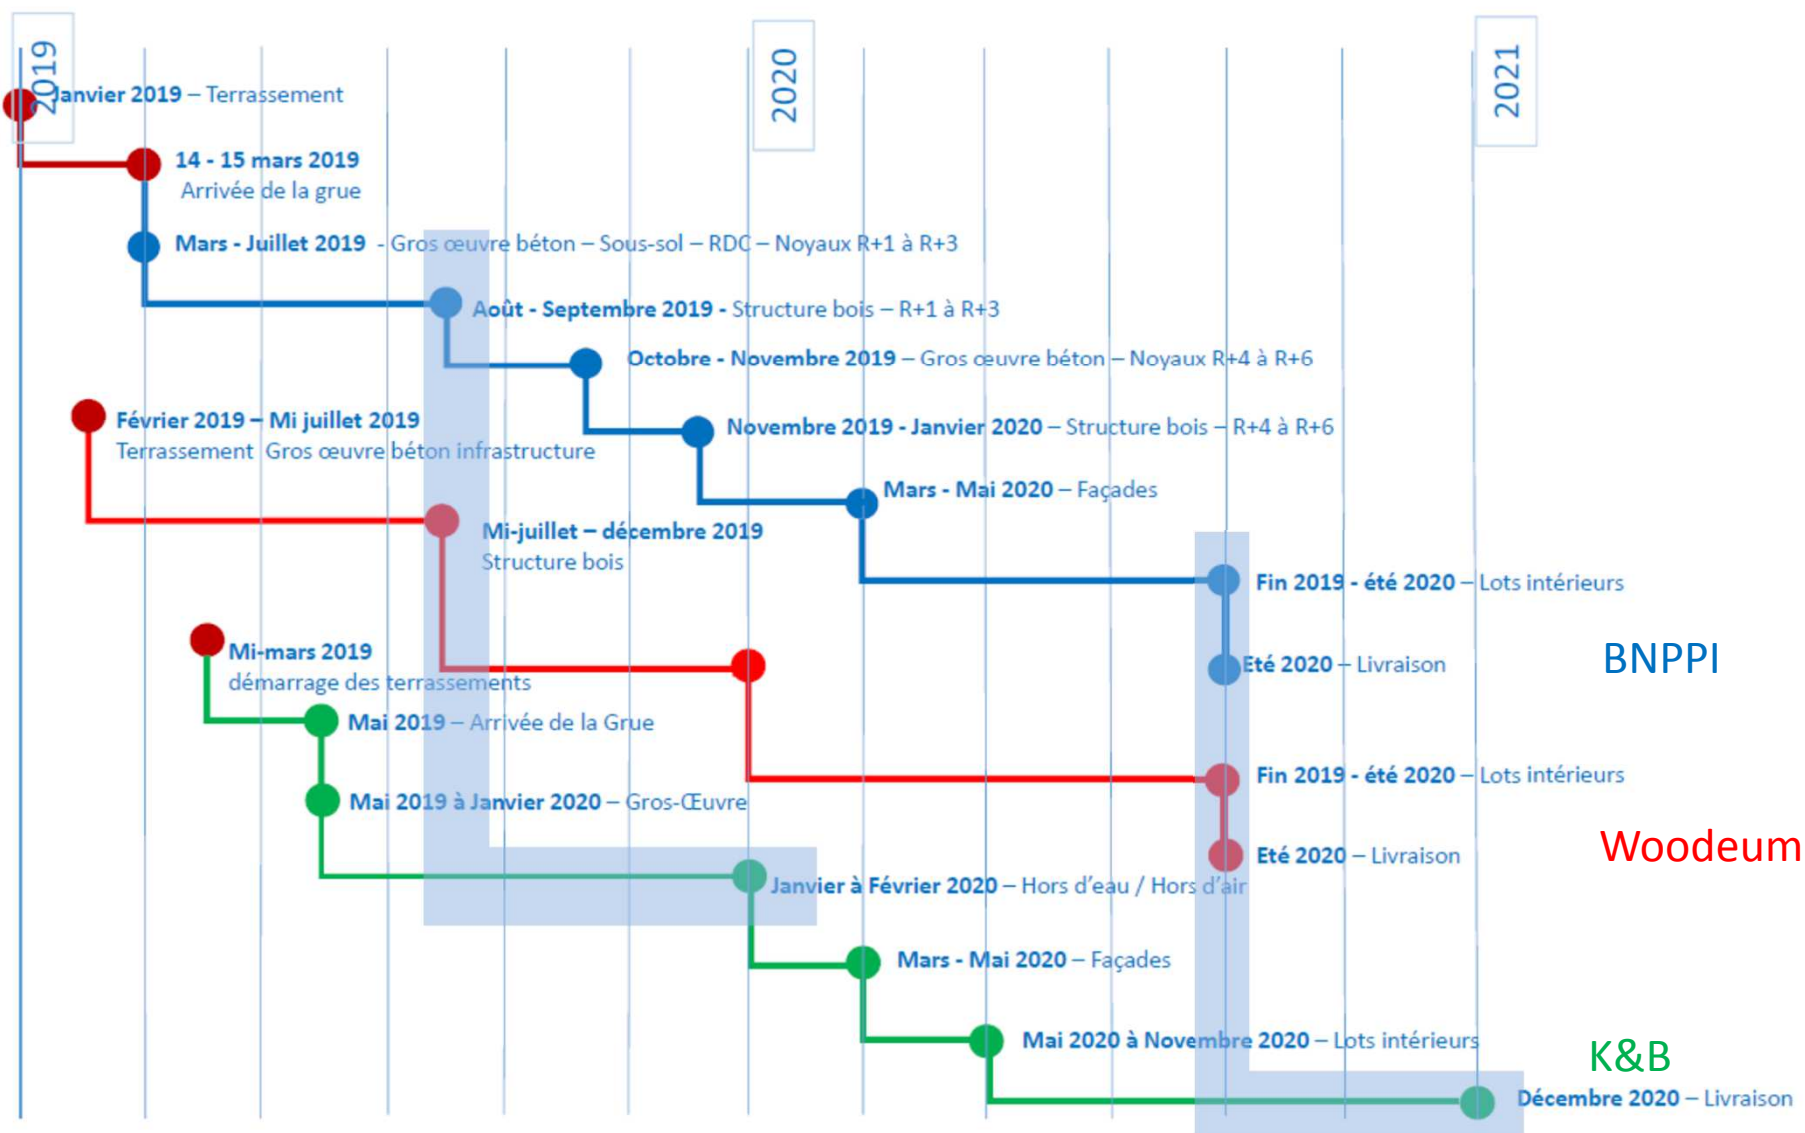 2019
2020
2021
Janvier 2019 – Terrassement
14 - 15 mars 2019
Arrivée de la grue
Mars - Juillet 2019 - Gros œuvre béton – Sous-sol – RDC – Noyaux R+1 à R+3
Août - Septembre 2019 - Structure bois – R+1 à R+3
Octobre - Novembre 2019 – Gros œuvre béton – Noyaux R+4 à R+6
Février 2019 – Mi juillet 2019
Terrassement Gros œuvre béton infrastructure
Novembre 2019 - Janvier 2020 – Structure bois – R+4 à R+6
Mars - Mai 2020 – Façades
Mi-juillet – décembre 2019
Structure bois
Fin 2019 - été 2020 – Lots intérieurs
Mi-mars 2019
démarrage des terrassements
Eté 2020 – Livraison
BNPPI
Mai 2019 – Arrivée de la Grue
Fin 2019 - été 2020 – Lots intérieurs
Mai 2019 à Janvier 2020 – Gros-Œuvre
Eté 2020 – Livraison
Woodeum
Janvier à Février 2020 – Hors d'eau / Hors d'air
Mars - Mai 2020 – Façades
Mai 2020 à Novembre 2020 – Lots intérieurs
K&B
Décembre 2020 – Livraison